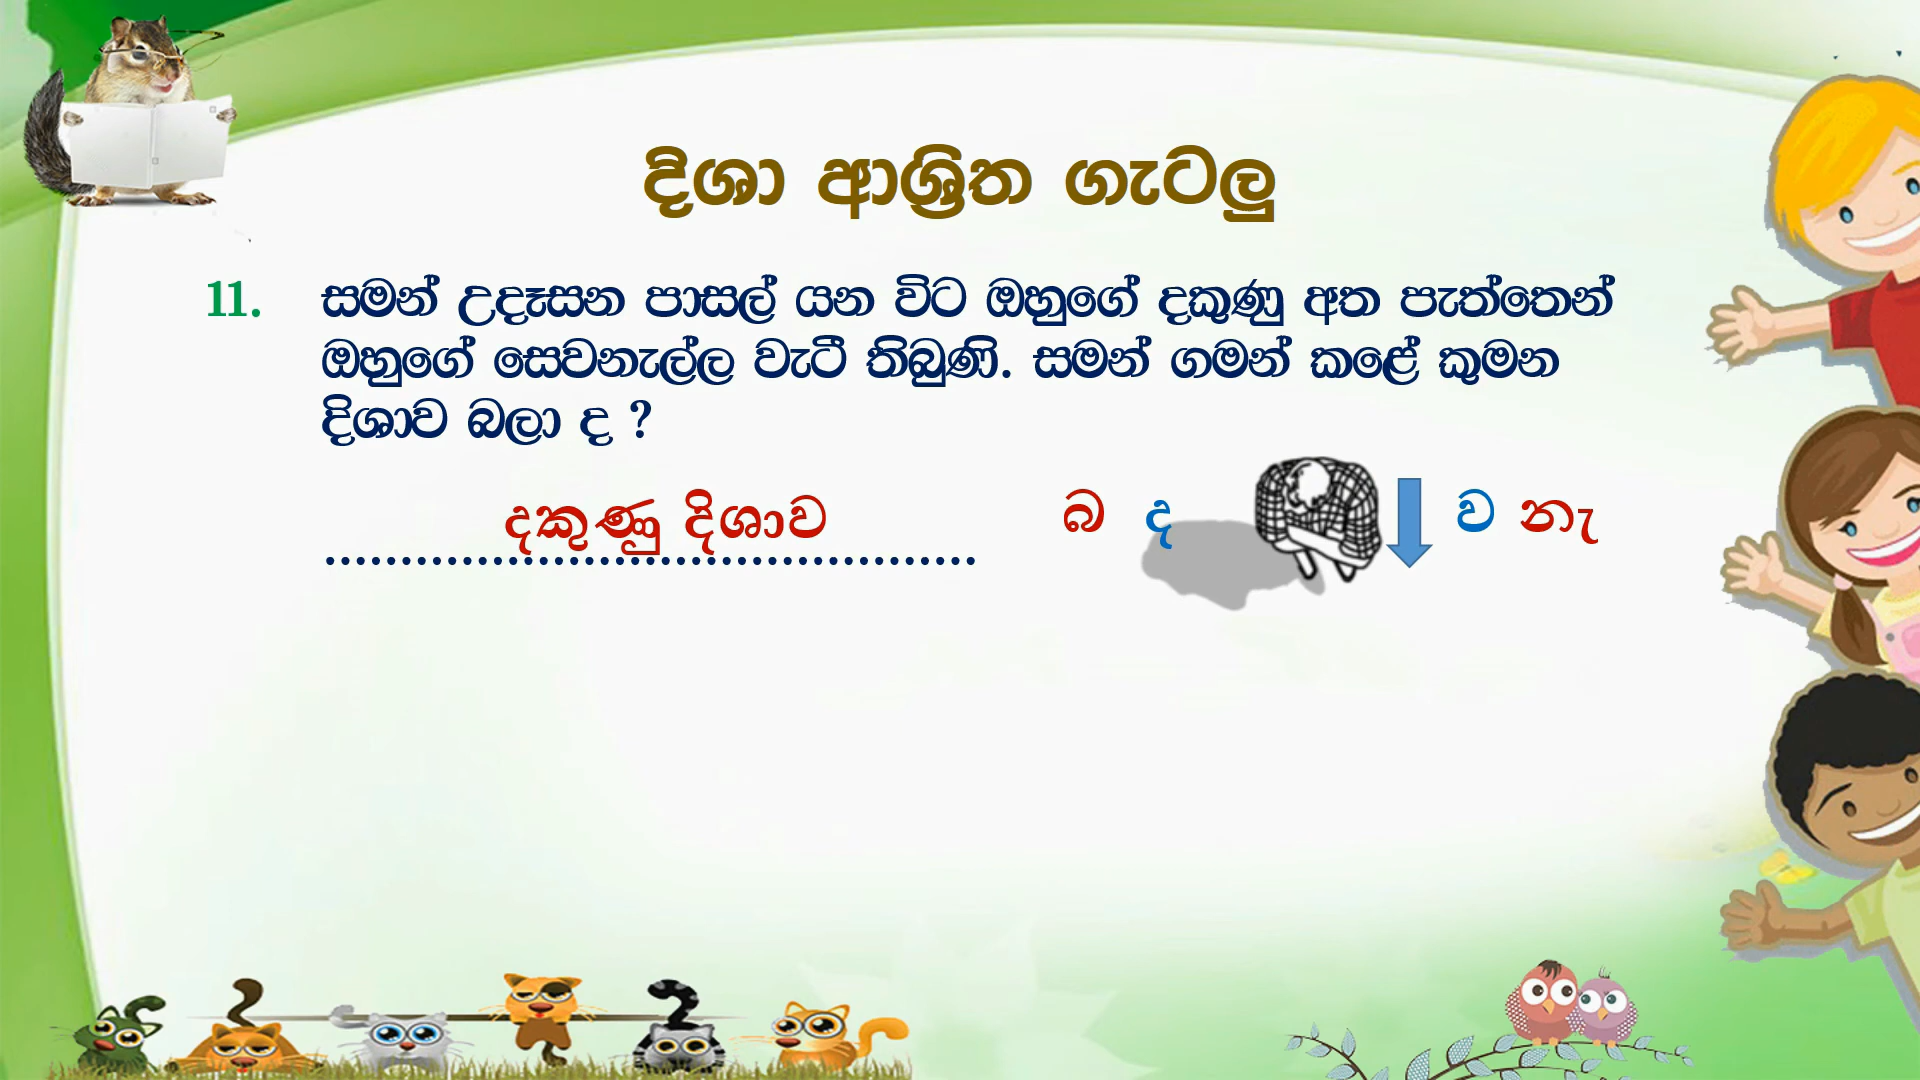 දිශා ආශ්‍රිත ගැටලු
11. සමන් උදෑසන පාසල් යන විට ඔහුගේ දකුණු අත පැත්තෙන්
ඔහුගේ සෙවනැල්ල වැටී තිබුණි. සමන් ගමන් කළේ කුමන
දිශාව බලා ද ?
දකුණු දිශාව
.......................................... බ ද ව නැ